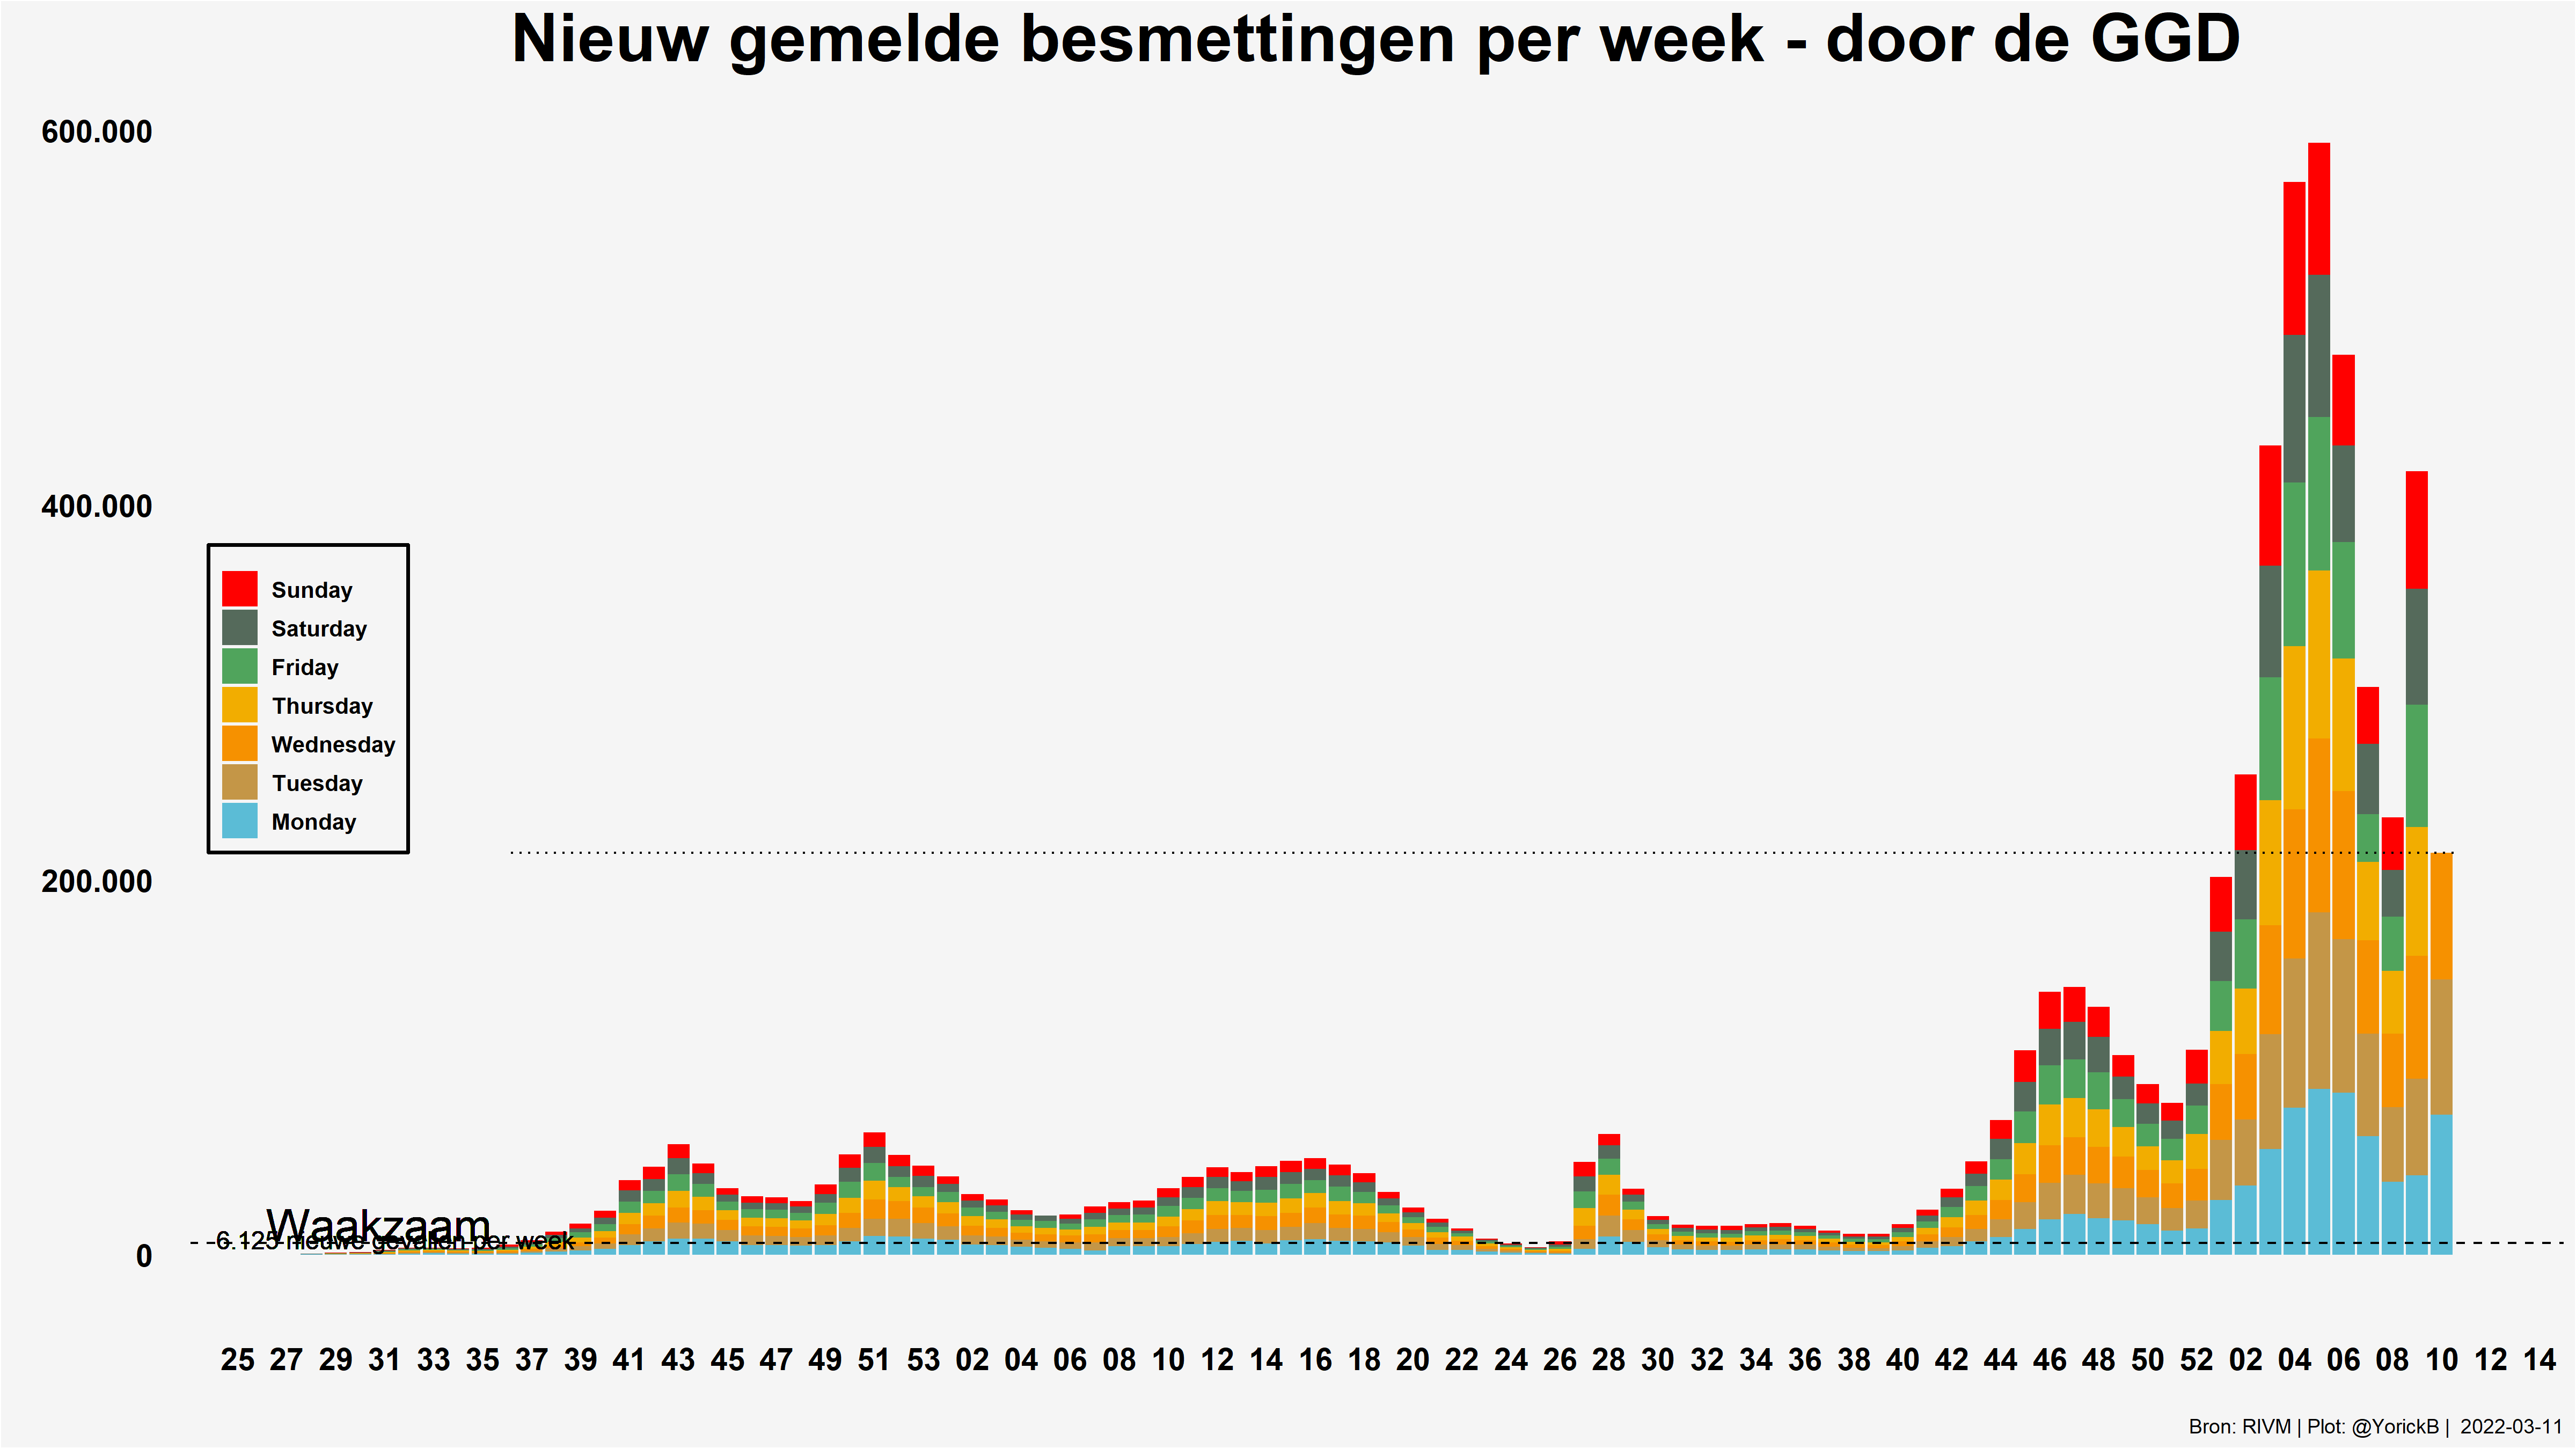 Nieuw gemelde besmettingen per week - door de GGD
600.000
400.000
Sunday
Saturday
Friday
Thursday
Wednesday
Tuesday
Monday
200.000
Waakzaam
6.125 nieuwe gevallen per week
0
25 27 29 31 33 35 37 39 41 43 45 47 49 51 53 02 04 06 08 10 12 14 16 18 20 22 24 26 28 30 32 34 36 38 40 42 44 46 48 50 52 02 04 06 08 10 12 14
Bron: RIVM | Plot: @YorickB | 2022-03-11